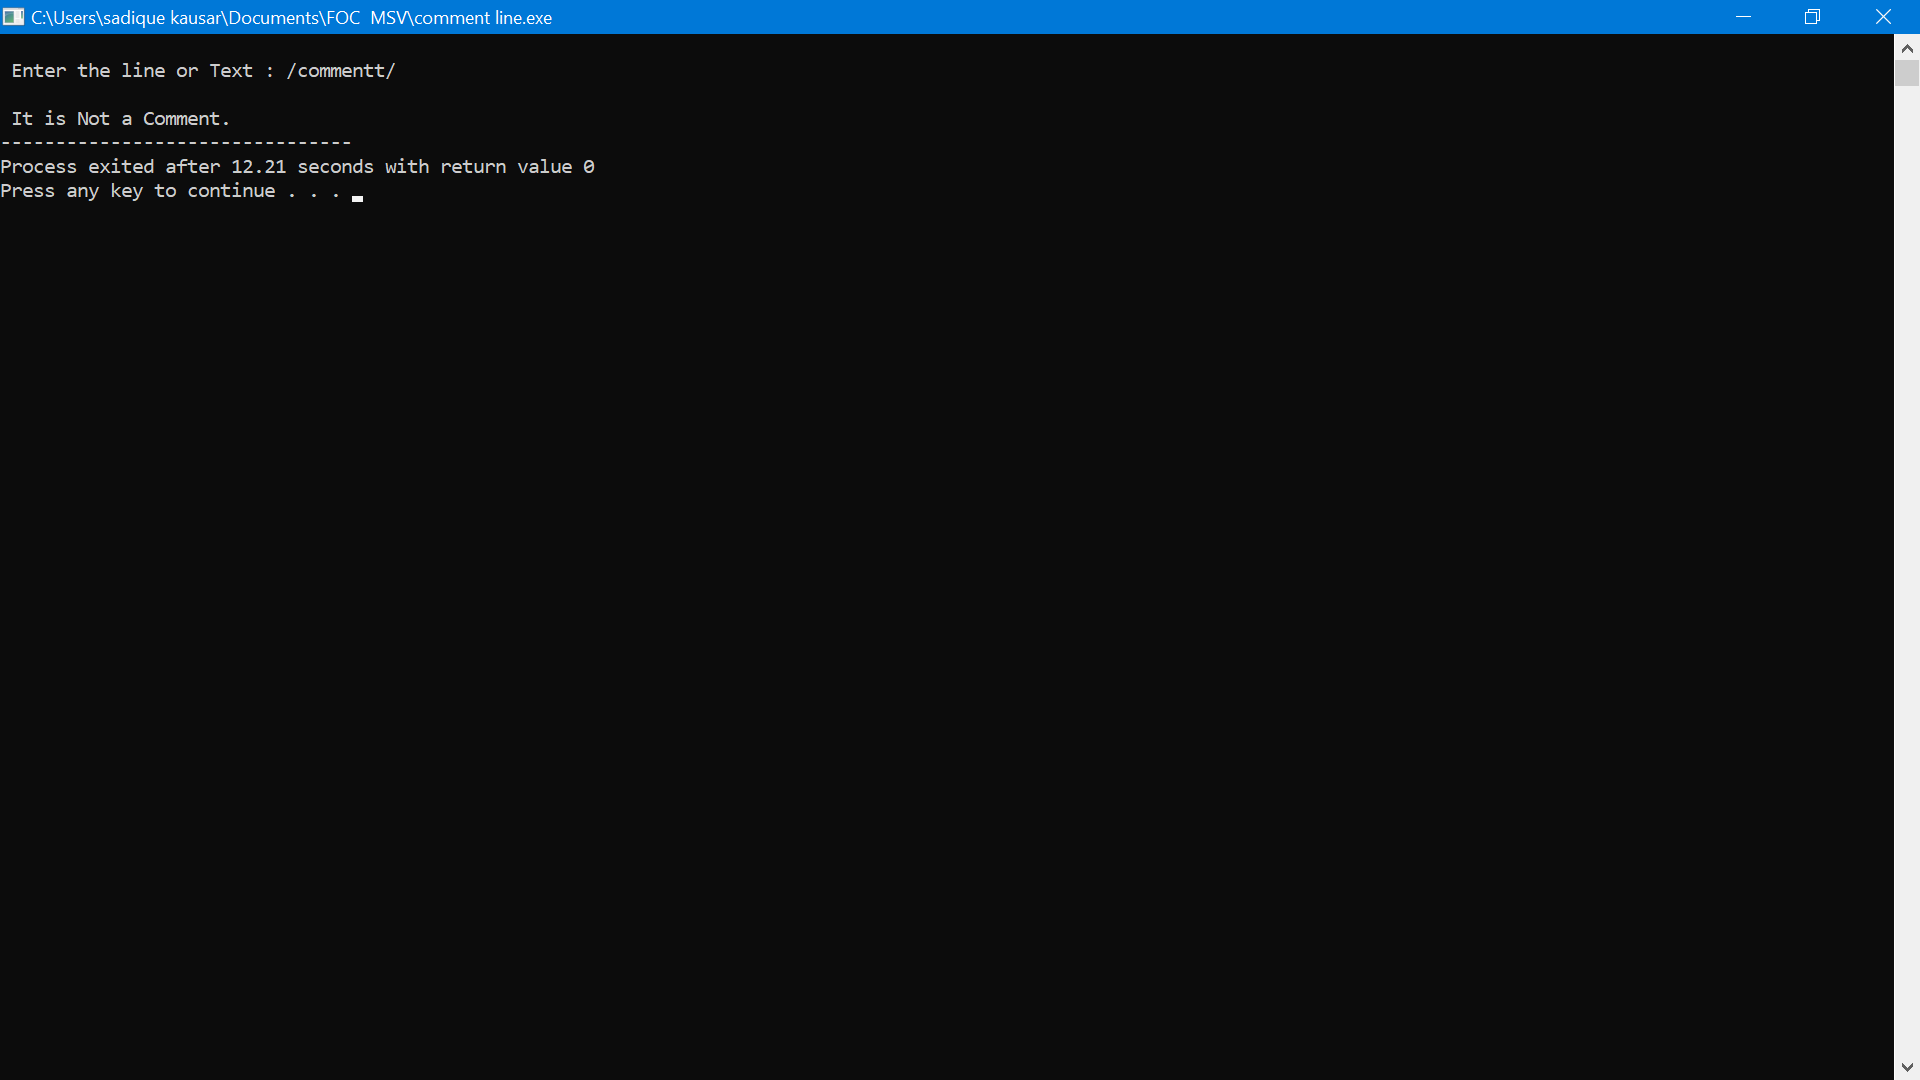 C:\Users\sadique kausar\Documents\FOC  MSV\comment line.exe
Enter the line or Text : /commentt/
It is Not a Comment.
--------------------------------
Process exited after 12.21 seconds with return value 0
Press any key to continue . . .